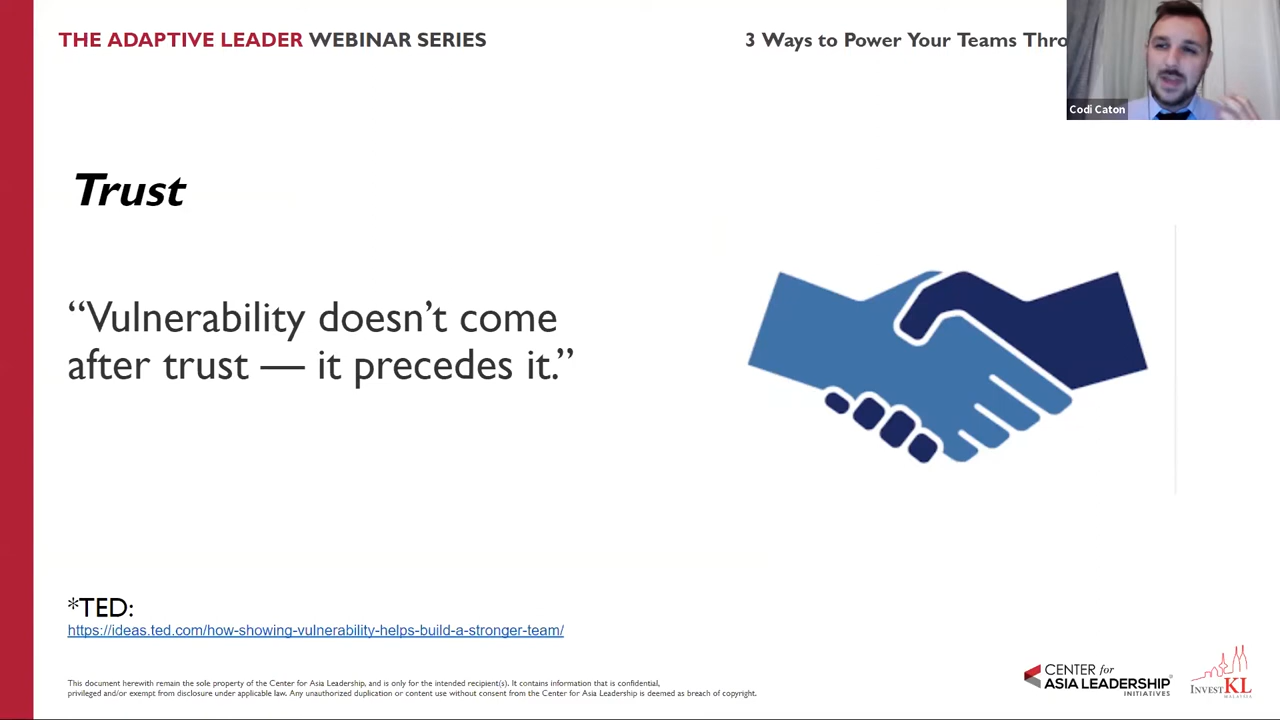 THE ADAPTIVE LEADER WEBINAR SERIES
3 Ways to Power Your Teams Thro
Codi Caton
Trust
“Vulnerability doesn’t come
after trust — it precedes it.”
*TED:
https://ideas.ted.com/how-showing-vulnerability-helps-build-a-stronger-team/
This document herewith remain the sole property of the Center for Asia Leadership, and is only for the intended recipient(s). It contains information that is confidential,
privileged and/or exempt from disclosure under applicable law. Any unauthorized duplication or content use without consent from the Center for Asia Leadership is deemed as breach of copyright.
CENTER for
ASIA LEADERSHIP
INITIATIVES
INVEST KL
MALAYSIA